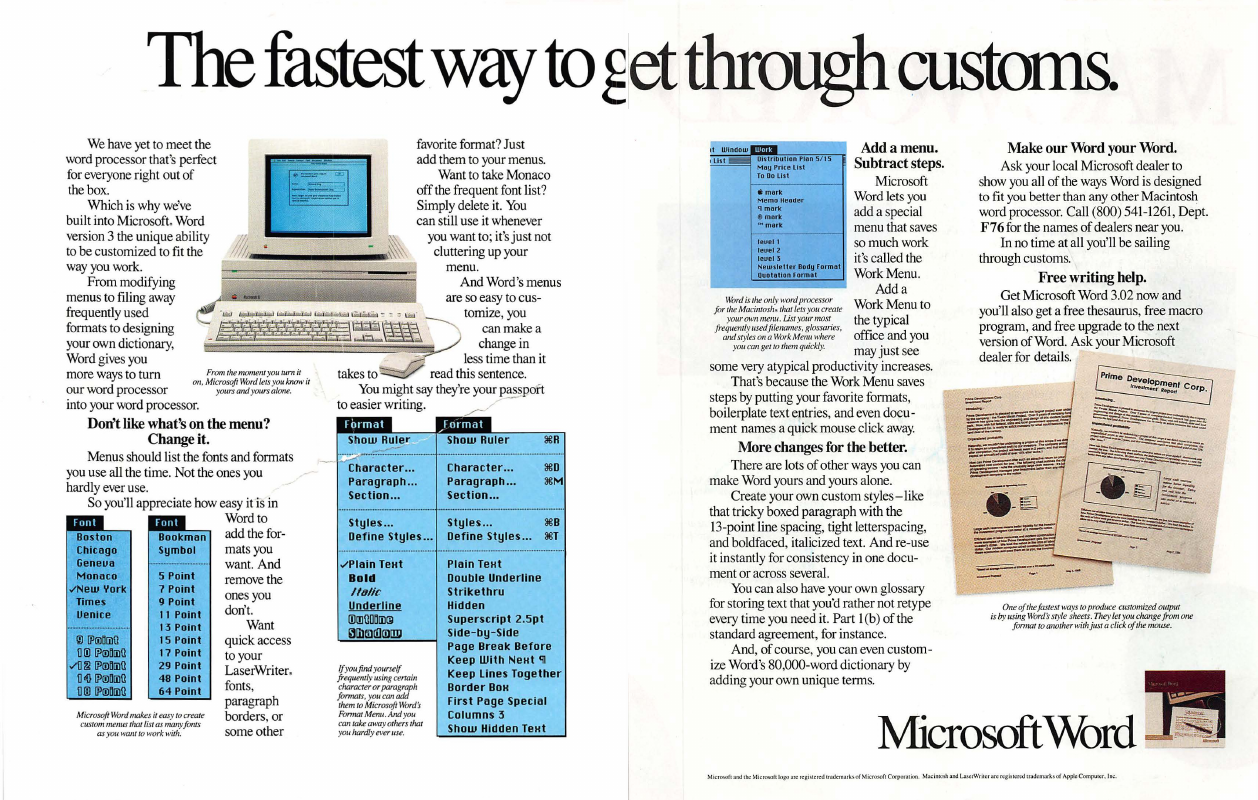 The fastest way to get through customs.
We have yet to meet the
word processor that's perfect
for everyone right out of
the box.
Which is why we've
built into Microsoft® Word
version 3 the unique ability
to be customized to fit the
way you work.
From modifying
menus to filing away
frequently used
formats to designing
your own dictionary,
Word gives you
more ways to turn
our word processor
into your word processor.
From the moment you turn it
on, Microsoft Word lets you know it
yours and yours alone.
Don't like what's on the menu?
Change it.
Menus should list the fonts and formats
you use all the time. Not the ones you
hardly ever use.
So you'll appreciate how easy it is in
Word to
add the for-
mats you
want. And
remove the
ones you
don't.
Want
quick access
to your
LaserWriter®
fonts,
paragraph
borders, or
some other
Font
Boston
Chicago
Geneva
Monaco
✓New York
Times
Venice
9 Point
10 Point
✓12 Point
14 Point
18 Point
Font
Bookman
Symbol
5 Point
7 Point
9 Point
11 Point
13 Point
15 Point
17 Point
29 Point
48 Point
64 Point
Microsoft Word makes it easy to create
custom menus that list as many fonts
as you want to work with.
favorite format? Just
add them to your menus.
Want to take Monaco
off the frequent font list?
Simply delete it. You
can still use it whenever
you want to; it's just not
cluttering up your
menu.
And Word's menus
are so easy to cus-
tomize, you
can make a
change in
less time than it
takes to read this sentence.
You might say they're your passport
to easier writing.
Format
Show Ruler
Character...
Paragraph...
Section...
Styles...
Define Styles...
✓Plain Text
Bold
Italic
Underline
Outline
Shadow
Format
Show Ruler ⌘R
Character... ⌘D
Paragraph... ⌘M
Section...
Styles... ⌘B
Define Styles... ⌘T
Plain Text
Double Underline
Strikethru
Hidden
Superscript 2.5pt
Side-by-Side
Page Break Before
Keep With Next ¶
Keep Lines Together
Border Box
First Page Special
Columns 3
Show Hidden Text
If you find yourself
frequently using certain
character or paragraph
formats, you can add
them to Microsoft Word's
Format Menu. And you
can take away others that
you hardly ever use.
Window Work
List
Distribution Plan 5/15
May Price List
To Do List
 mark
Memo Header
¶ mark
® mark
™ mark
level 1
level 2
level 3
Newsletter Body Format
Quotation Format
Word is the only word processor
for the Macintosh® that lets you create
your own menu. List your most
frequently used filenames, glossaries,
and styles on a Work Menu where
you can get to them quickly.
Add a menu.
Subtract steps.
Microsoft
Word lets you
add a special
menu that saves
so much work
it's called the
Work Menu.
Add a
Work Menu to
the typical
office and you
may just see
some very atypical productivity increases.
That's because the Work Menu saves
steps by putting your favorite formats,
boilerplate text entries, and even docu-
ment names a quick mouse click away.
More changes for the better.
There are lots of other ways you can
make Word yours and yours alone.
Create your own custom styles – like
that tricky boxed paragraph with the
13-point line spacing, tight letterspacing,
and boldfaced, italicized text. And re-use
it instantly for consistency in one docu-
ment or across several.
You can also have your own glossary
for storing text that you'd rather not retype
every time you need it. Part 1(b) of the
standard agreement, for instance.
And, of course, you can even custom-
ize Word's 80,000-word dictionary by
adding your own unique terms.
Make our Word your Word.
Ask your local Microsoft dealer to
show you all of the ways Word is designed
to fit you better than any other Macintosh
word processor. Call (800) 541-1261, Dept.
F76 for the names of dealers near you.
In no time at all you'll be sailing
through customs.
Free writing help.
Get Microsoft Word 3.02 now and
you'll also get a free thesaurus, free macro
program, and free upgrade to the next
version of Word. Ask your Microsoft
dealer for details.
Prime Development Corp.
Investment Report
Prime Development Corp.
Investment Report
One of the fastest ways to produce customized output
is by using Word's style sheets. They let you change from one
format to another with just a click of the mouse.
Microsoft Word
Microsoft and the Microsoft logo are registered trademarks of Microsoft Corporation. Macintosh and LaserWriter are registered trademarks of Apple Computer, Inc.